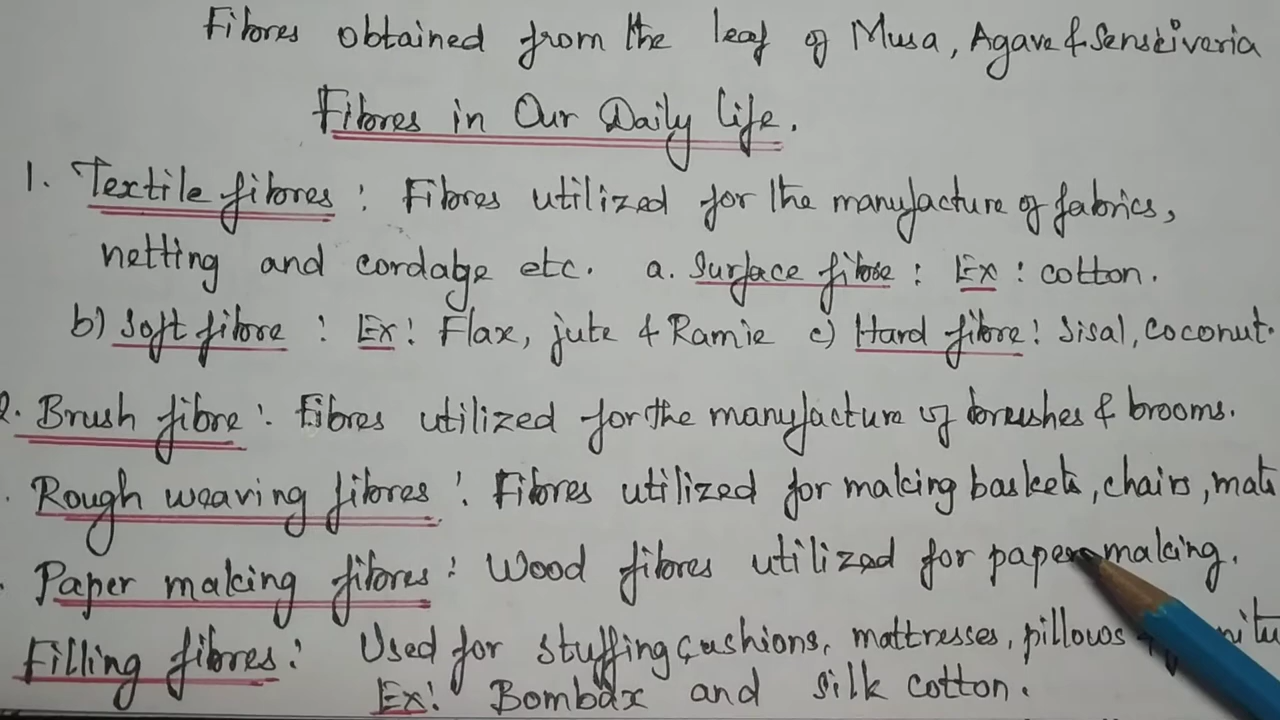 Fibres obtained from the leaf of Musa, Agave & Senseiveria
Fibres in Our Daily life.
1. Textile fibres : Fibres utilized for the manufacture of fabrics,
netting and cordage etc. a. Surface fibre : Ex : cotton.
b) Soft fibre : Ex : Flax, jute & Ramie c) Hard fibre : Sisal, coconut.
2. Brush fibre : Fibres utilized for the manufacture of brushes & brooms.
. Rough weaving fibres : Fibres utilized for making baskets, chairs, mats
. Paper making fibres : Wood fibres utilized for paper making.
Filling fibres : Used for stuffing cushions, mattresses, pillows
Ex : Bombax and silk cotton.